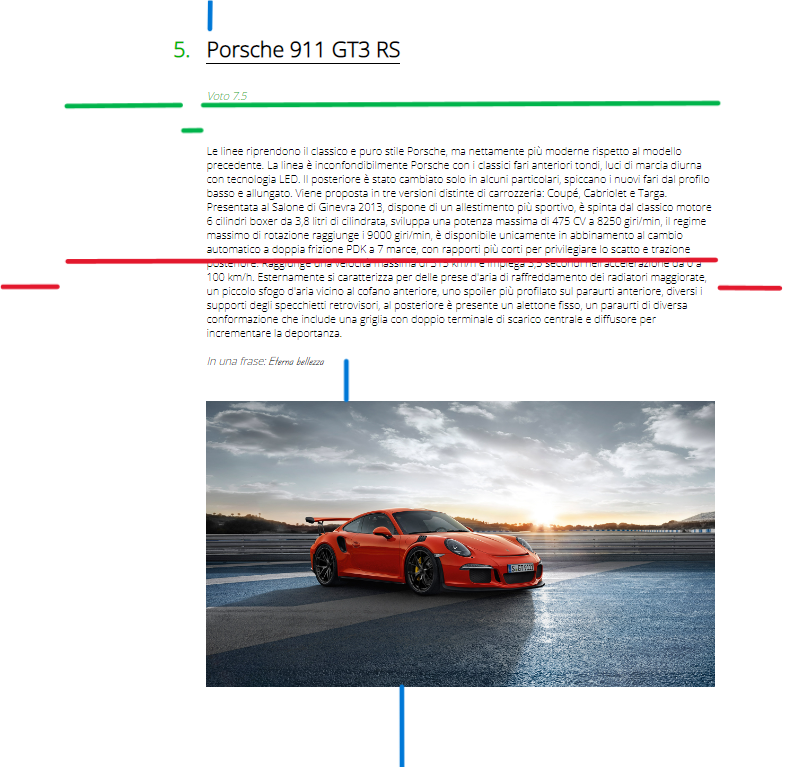 5. Porsche 911 GT3 RS
Voto 7.5
Le linee riprendono il classico e puro stile Porsche, ma nettamente più moderne rispetto al modello
precedente. La linea è inconfondibilmente Porsche con i classici fari anteriori tondi, luci di marcia diurna
con tecnologia LED. Il posteriore è stato cambiato solo in alcuni particolari, spiccano i nuovi fari dal profilo
basso e allungato. Viene proposta in tre versioni distinte di carrozzeria: Coupé, Cabriolet e Targa.
Presentata al Salone di Ginevra 2013, dispone di un allestimento più sportivo, è spinta dal classico motore
6 cilindri boxer da 3,8 litri di cilindrata, sviluppa una potenza massima di 475 CV a 8250 giri/min, il regime
massimo di rotazione raggiunge i 9000 giri/min, è disponibile unicamente in abbinamento al cambio
automatico a doppia frizione PDK a 7 marce, con rapporti più corti per privilegiare lo scatto e trazione
posteriore. Raggiunge una velocità massima di 315 km/h e impiega 3,5 secondi nell'accelerazione da 0 a
100 km/h. Esternamente si caratterizza per delle prese d'aria di raffreddamento dei radiatori maggiorate,
un piccolo sfogo d'aria vicino al cofano anteriore, uno spoiler più profilato sul paraurti anteriore, diversi i
supporti degli specchietti retrovisori, al posteriore è presente un alettone fisso, un paraurti di diversa
conformazione che include una griglia con doppio terminale di scarico centrale e diffusore per
incrementare la deportanza.
In una frase: Eterna bellezza